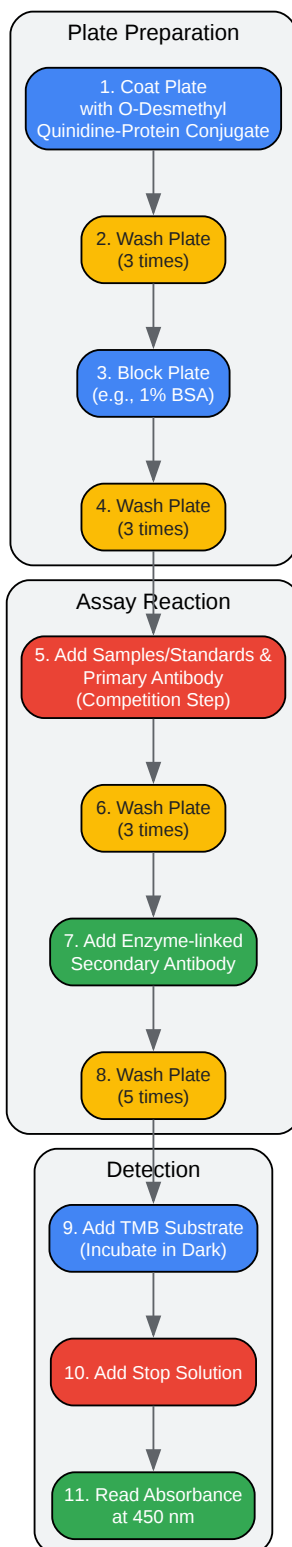 Plate Preparation
1. Coat Plate
with O-Desmethyl
Quinidine-Protein Conjugate
2. Wash Plate
(3 times)
3. Block Plate
(e.g., 1% BSA)
4. Wash Plate
(3 times)
Assay Reaction
5. Add Samples/Standards &
Primary Antibody
(Competition Step)
6. Wash Plate
(3 times)
7. Add Enzyme-linked
Secondary Antibody
8. Wash Plate
(5 times)
Detection
9. Add TMB Substrate
(Incubate in Dark)
10. Add Stop Solution
11. Read Absorbance
at 450 nm